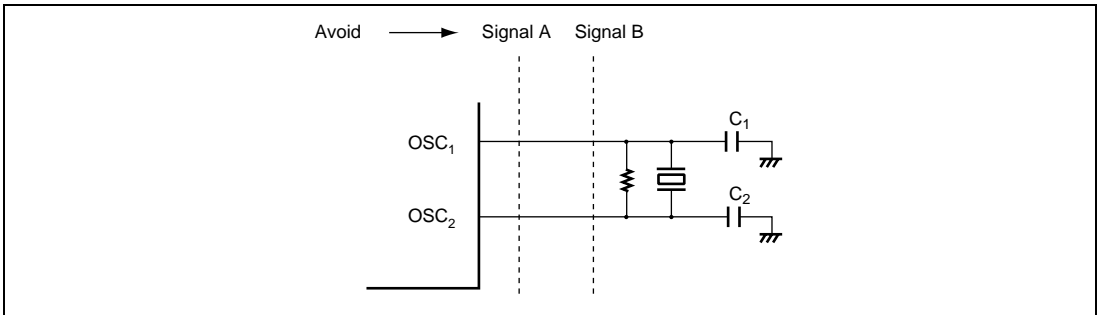 Avoid Signal A Signal B
C₁
OSC₁
C₂
OSC₂